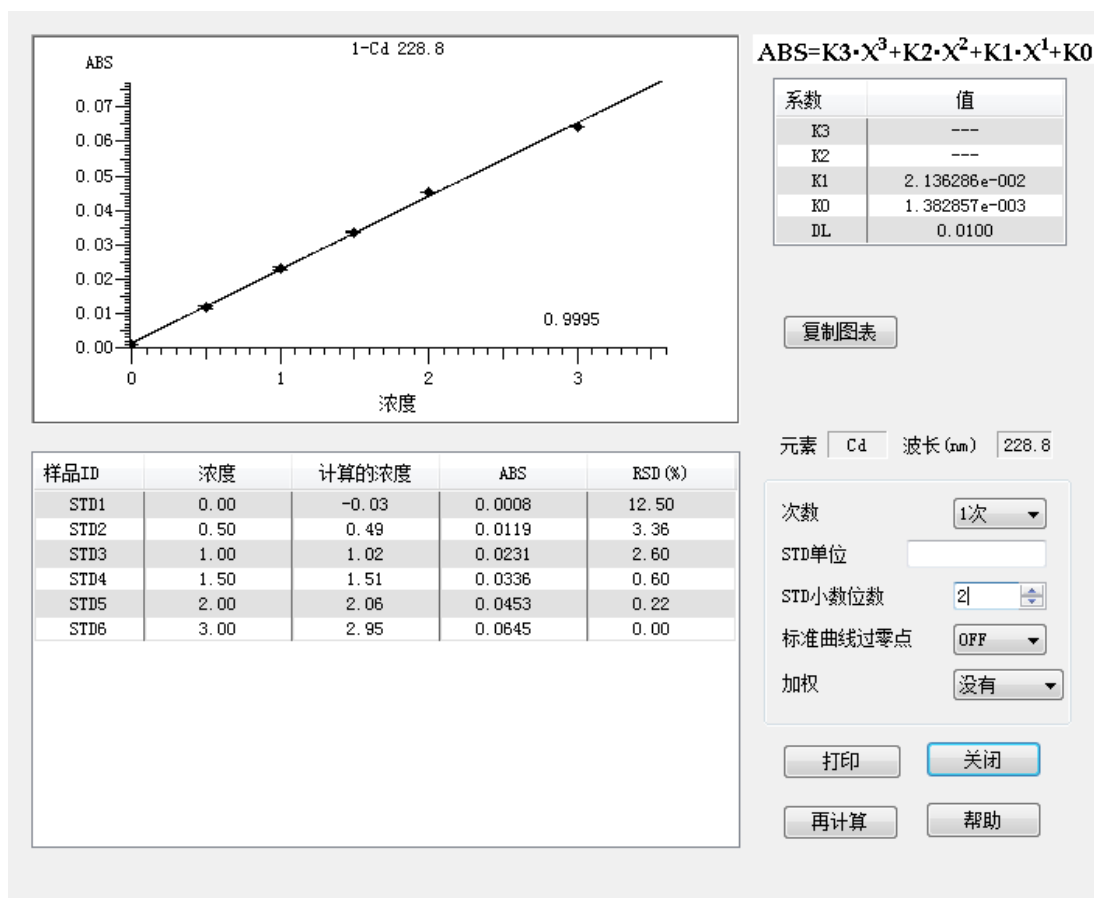 1-Cd 228.8
ABS
0.07
0.06
0.05
0.04
0.03
0.02
0.01
0.00
0.9995
0 1 2 3
浓度
ABS=K3·X³+K2·X²+K1·X¹+K0
系数 值
K3 ---
K2 ---
K1 2.136286e-002
K0 1.382857e-003
DL 0.0100
复制图表
元素 Cd 波长(nm) 228.8
样品ID 浓度 计算的浓度 ABS RSD(%)
STD1 0.00 -0.03 0.0008 12.50
STD2 0.50 0.49 0.0119 3.36
STD3 1.00 1.02 0.0231 2.60
STD4 1.50 1.51 0.0336 0.60
STD5 2.00 2.06 0.0453 0.22
STD6 3.00 2.95 0.0645 0.00
次数 1次
STD单位
STD小数位数 2
标准曲线过零点 OFF
加权 没有
打印 关闭
再计算 帮助